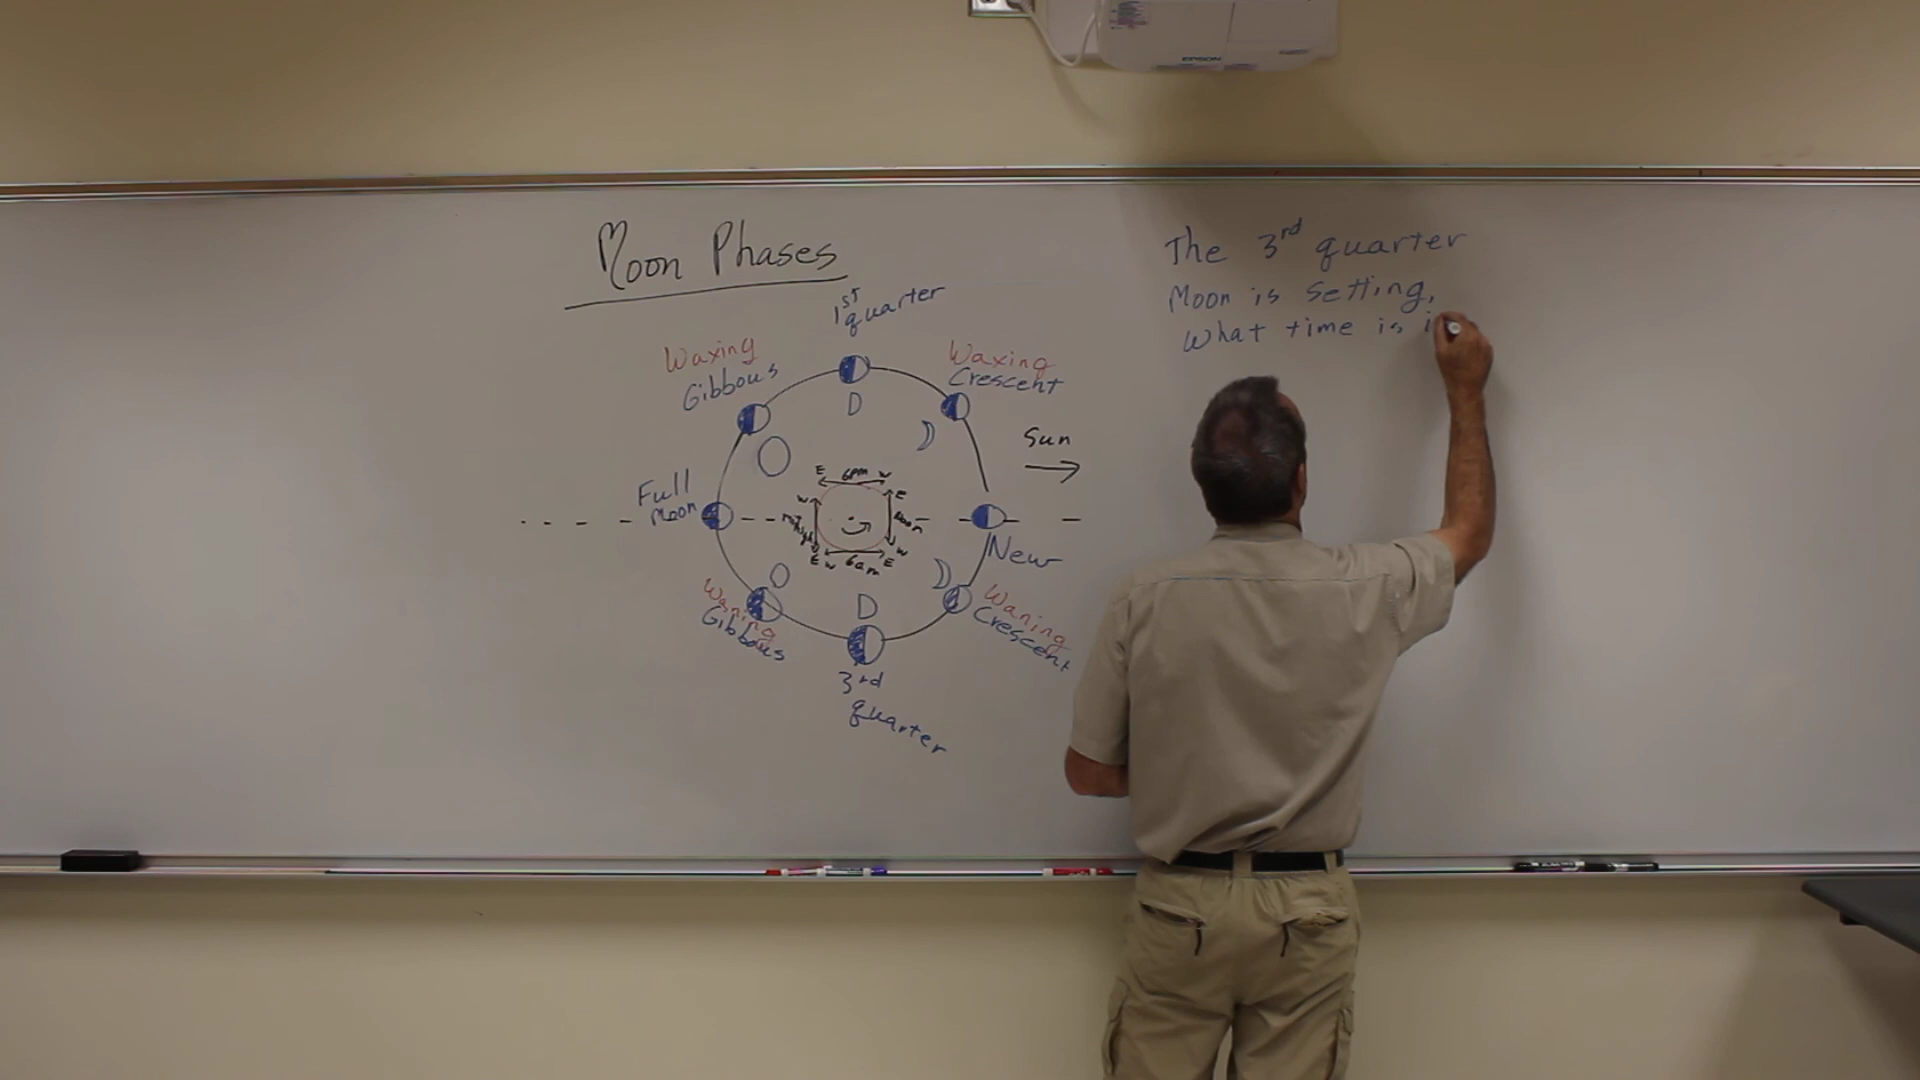 EPSON
Moon Phases
The 3rd quarter
Moon is setting,
what time is i
1st
quarter
Waxing
Gibbous
Waxing
Crescent
D
Sun
E 6pm W
W
E
Full
Moon
noon
W
E W 6am E
New
Waning
Gibbous
D
Waning
Crescent
3rd
quarter